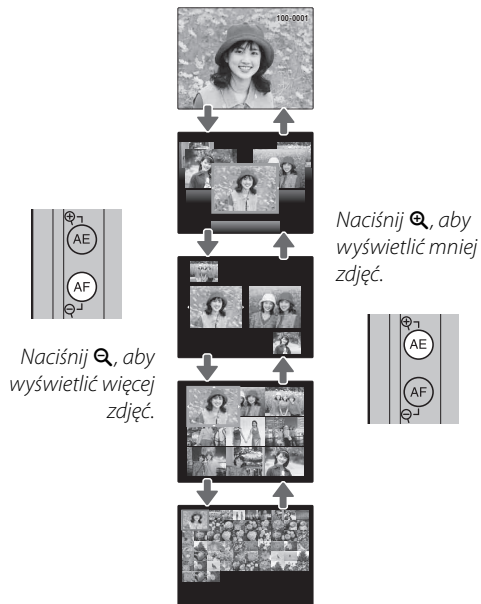 100-0001
Naciśnij, aby
wyświetlić mniej
zdjęć.
AE
AF
Naciśnij, aby
wyświetlić więcej
zdjęć.
AE
AF